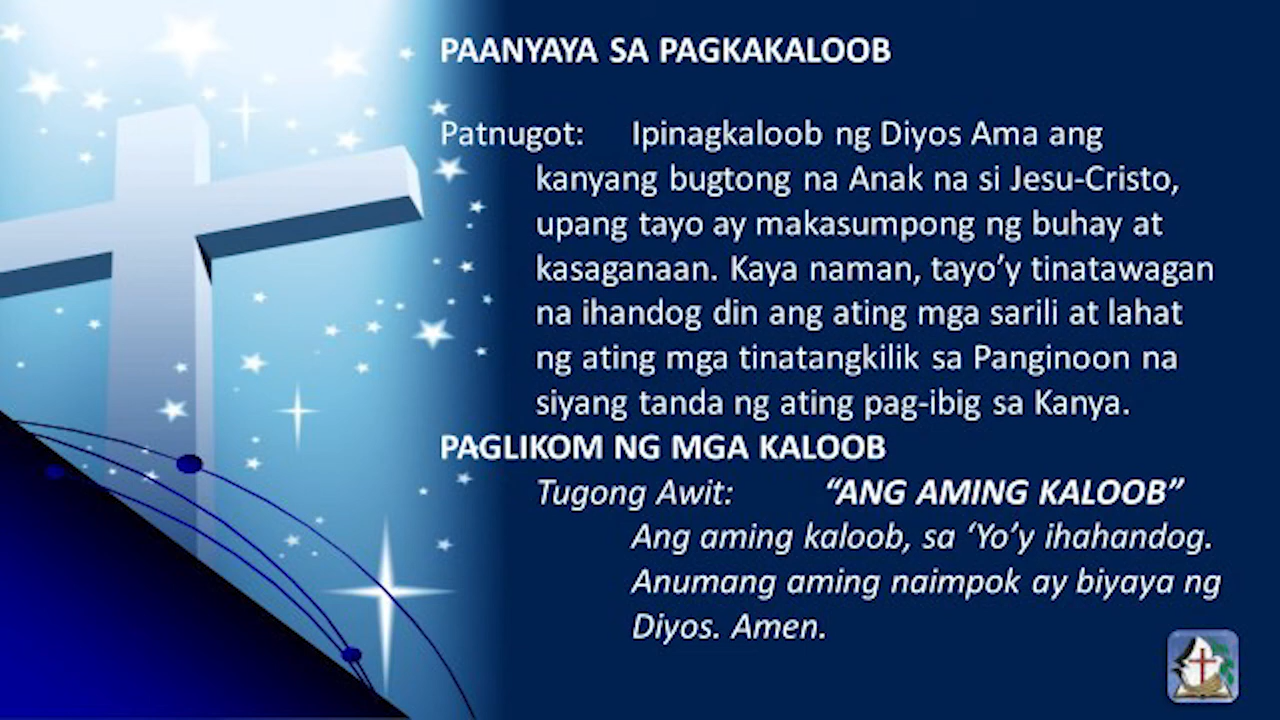 PAANYAYA SA PAGKAKALOOB
Patnugot: Ipinagkaloob ng Diyos Ama ang
kanyang bugtong na Anak na si Jesu-Cristo,
upang tayo ay makasumpong ng buhay at
kasaganaan. Kaya naman, tayo’y tinatawagan
na ihandog din ang ating mga sarili at lahat
ng ating mga tinatangkilik sa Panginoon na
siyang tanda ng ating pag-ibig sa Kanya.
PAGLIKOM NG MGA KALOOB
Tugong Awit: “ANG AMING KALOOB”
Ang aming kaloob, sa ‘Yo’y ihahandog.
Anumang aming naimpok ay biyaya ng
Diyos. Amen.